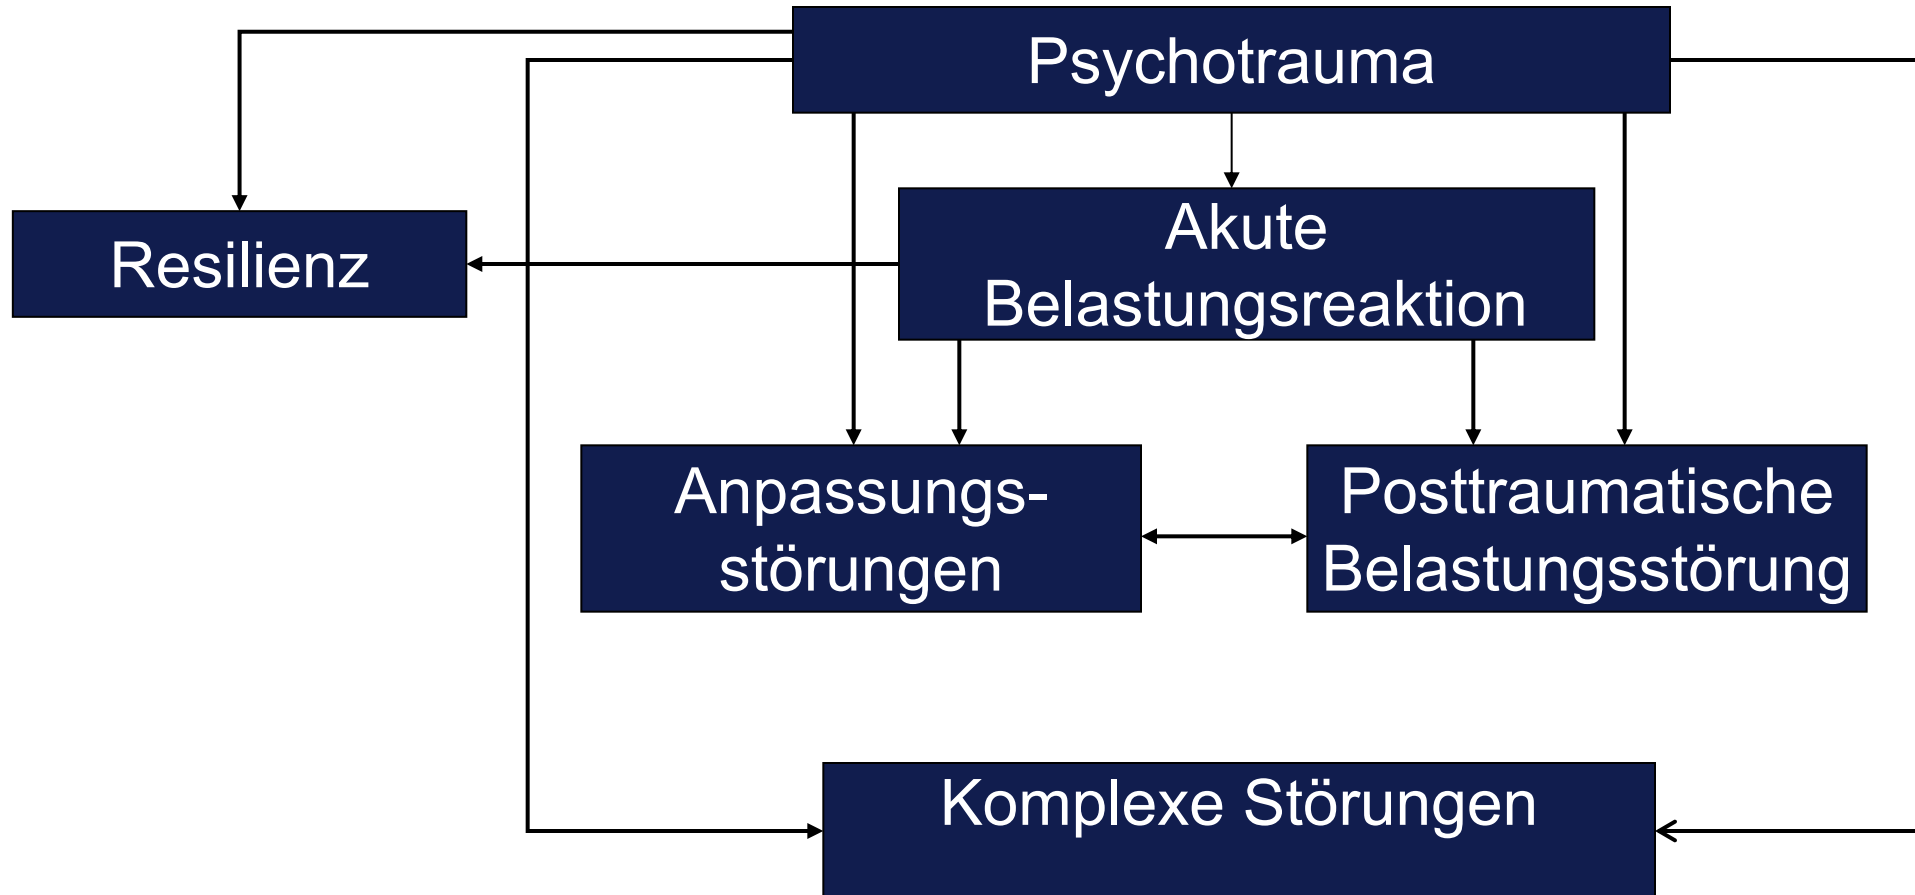 Psychotrauma
Akute
Belastungsreaktion
Resilienz
Anpassungs-
störungen
Posttraumatische
Belastungsstörung
Komplexe Störungen